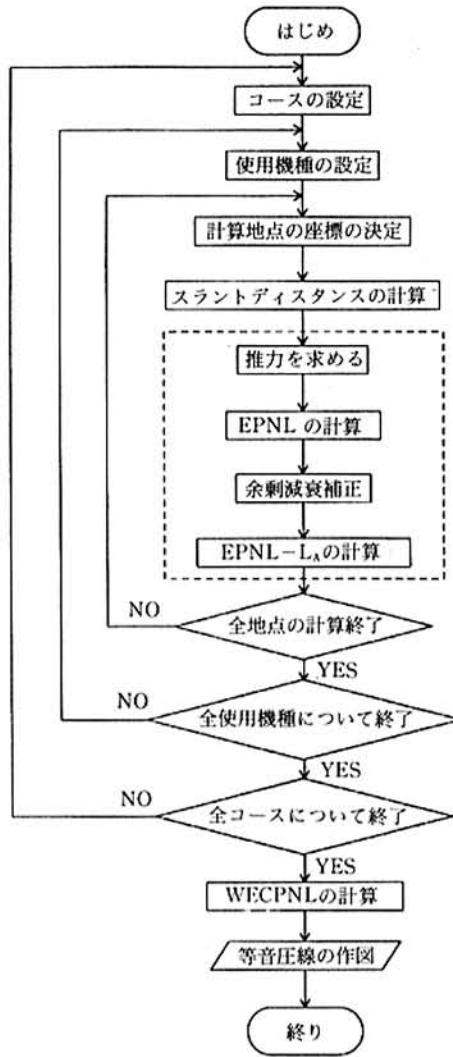 はじめ
コースの設定
使用機種の設定
計算地点の座標の決定
スラントディスタンスの計算
推力を求める
EPNL の計算
余剰減衰補正
EPNL-LAの計算
NO
全地点の計算終了
YES
NO
全使用機種について終了
YES
NO
全コースについて終了
YES
WECPNLの計算
等音圧線の作図
終り